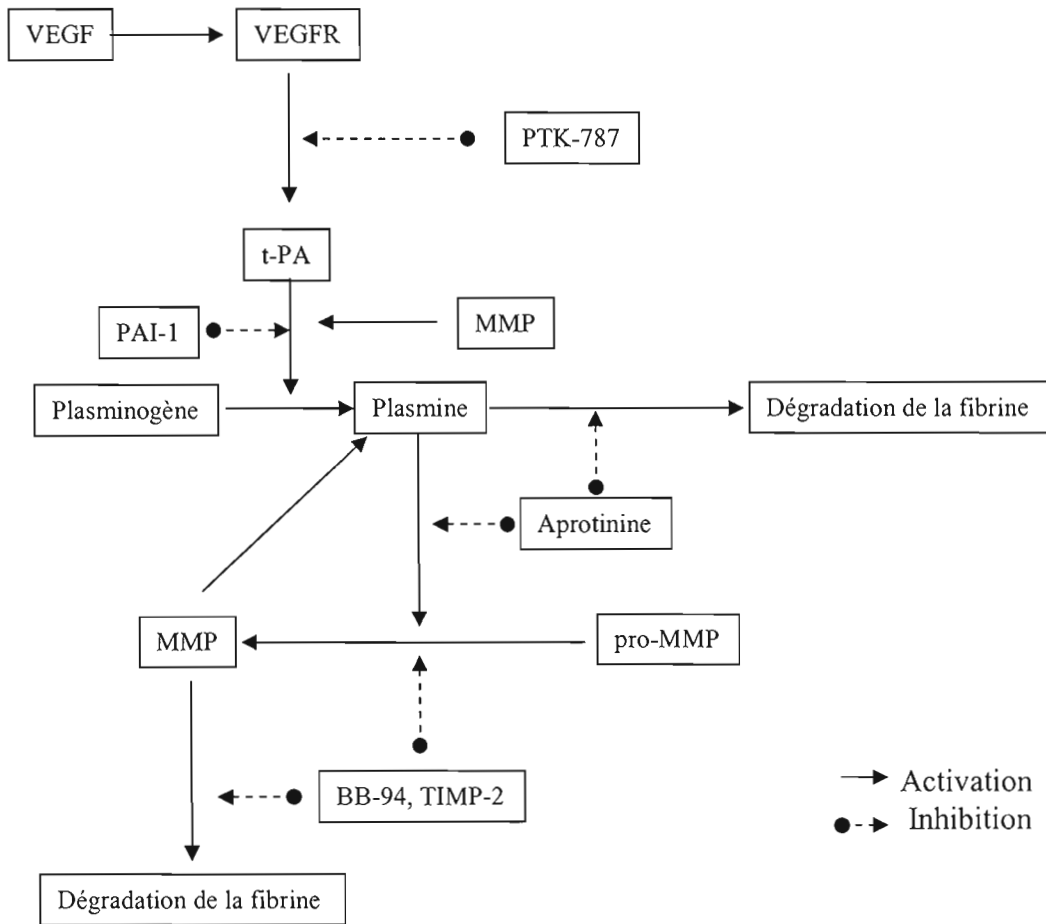 VEGF
VEGFR
PTK-787
t-PA
PAI-1
MMP
Plasminogène
Plasmine
Dégradation de la fibrine
Aprotinine
MMP
pro-MMP
BB-94, TIMP-2
Activation
Inhibition
Dégradation de la fibrine